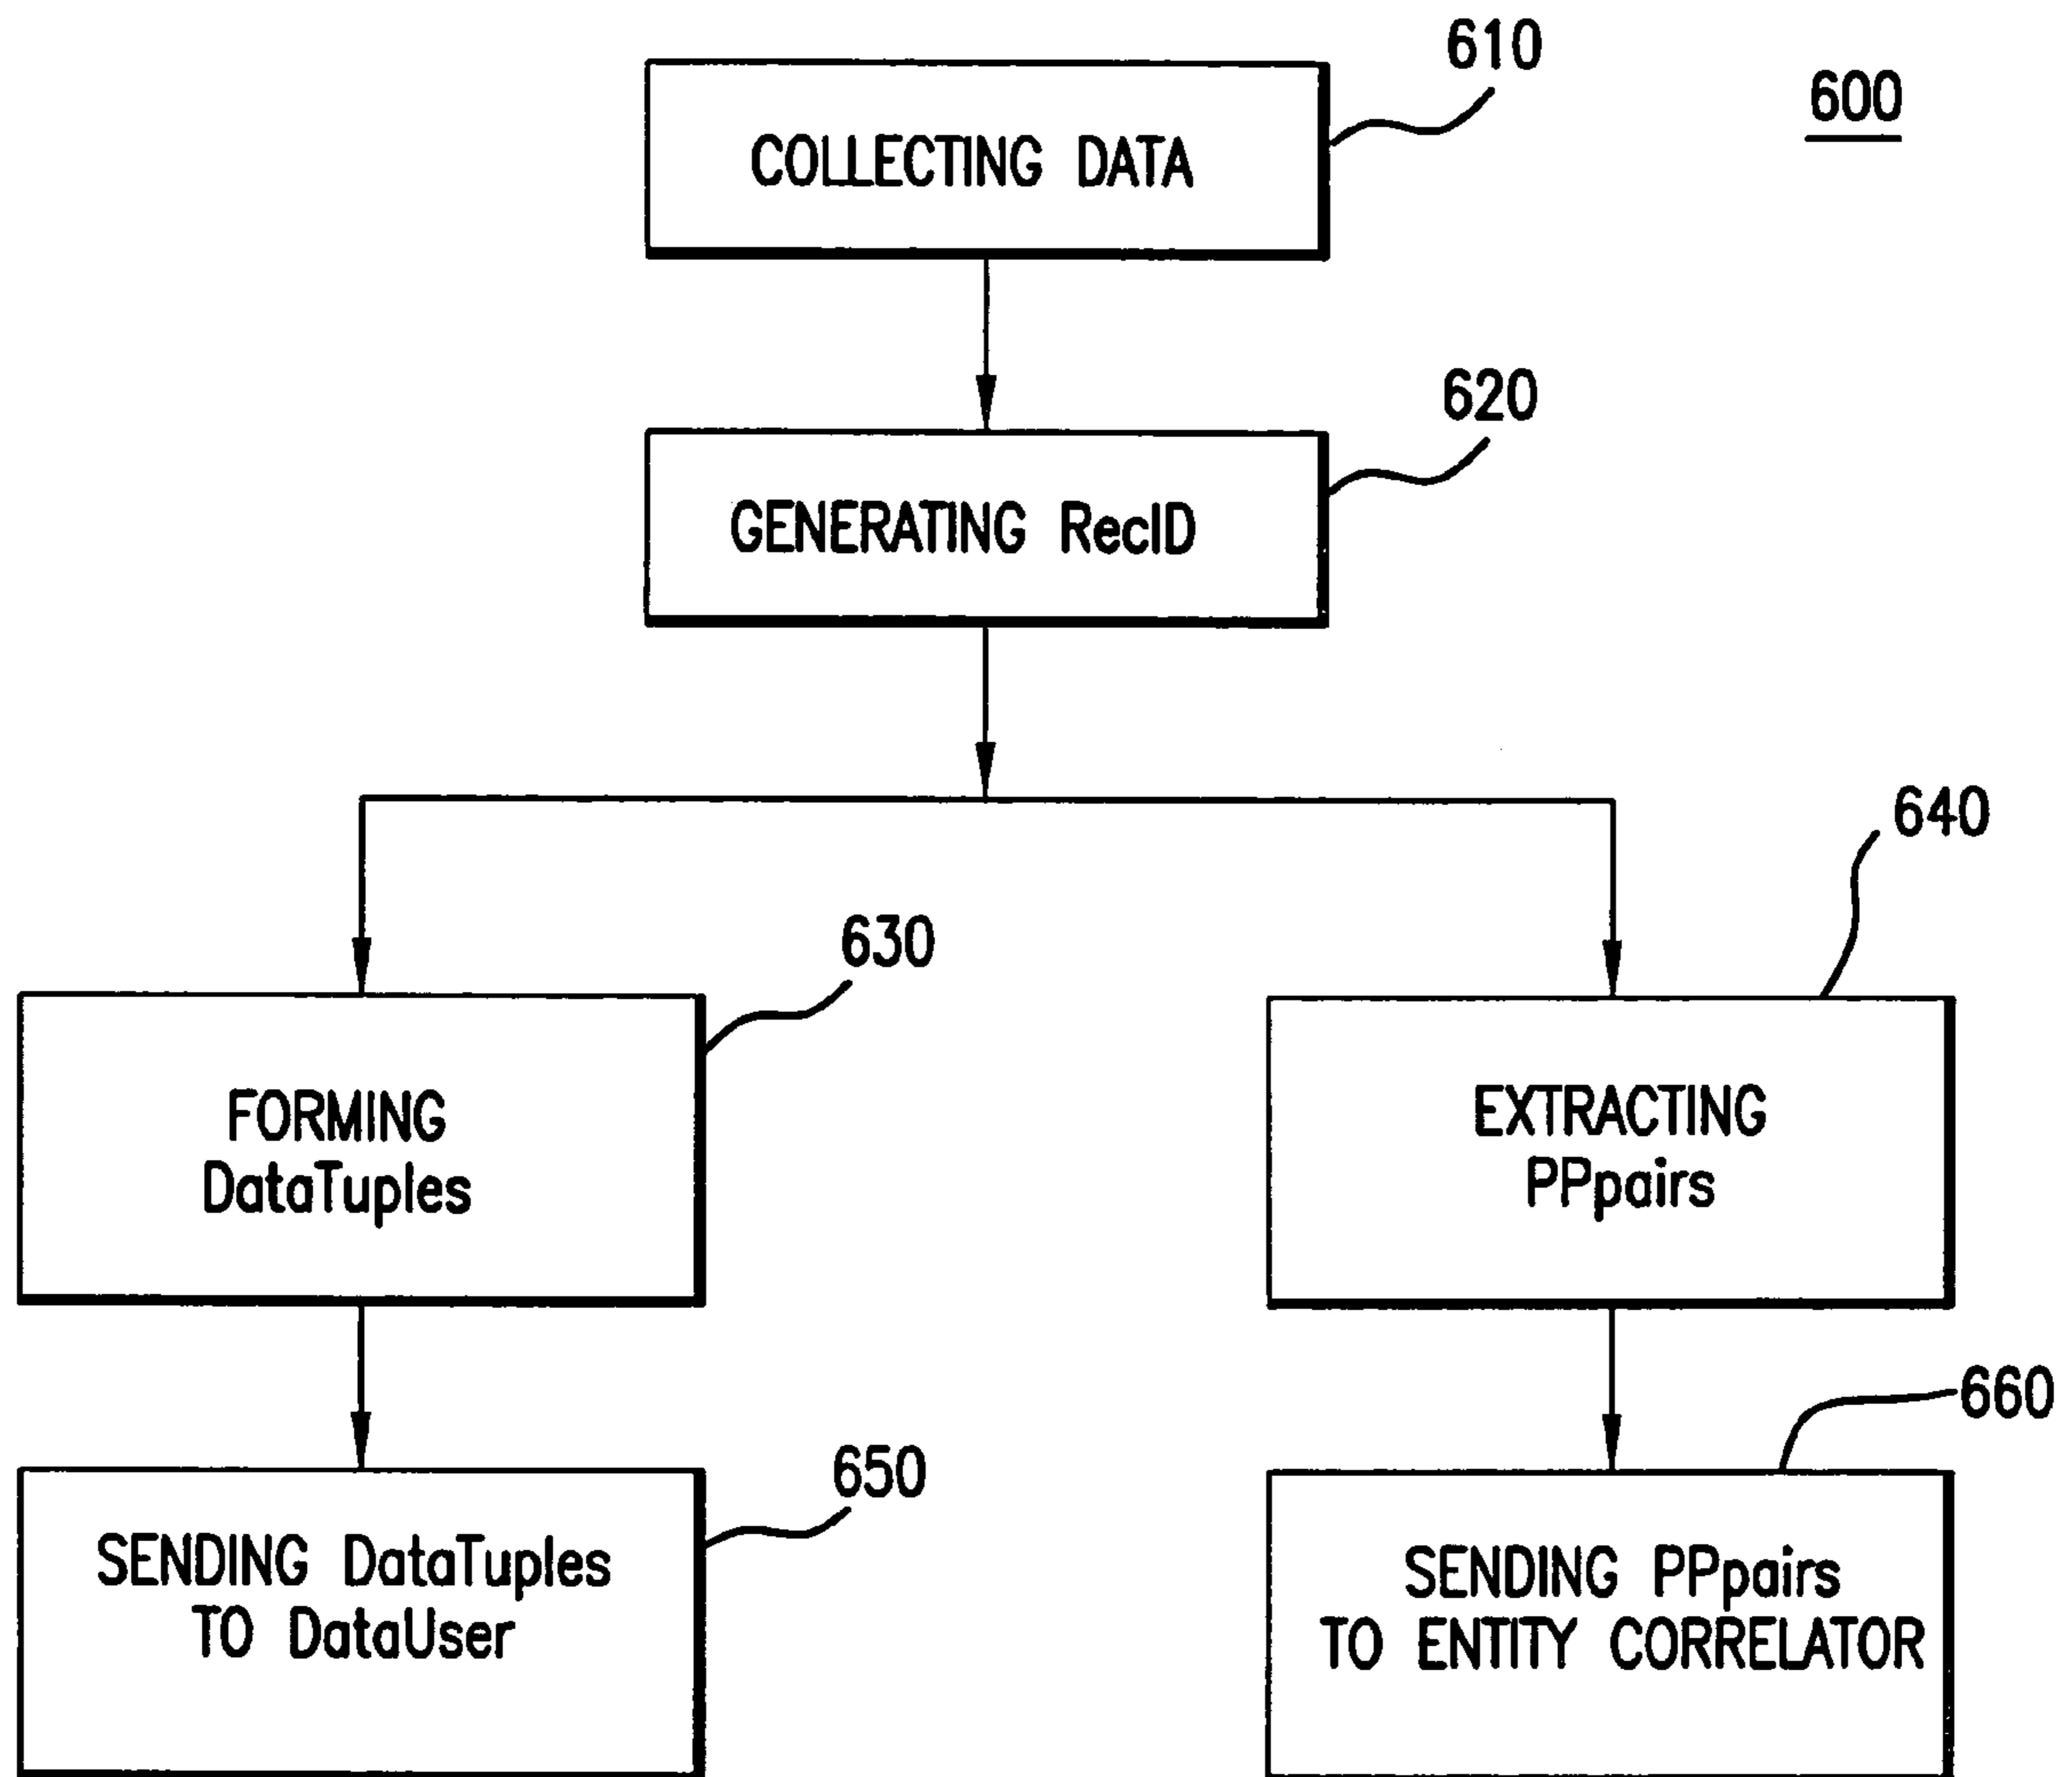 610
600
COLLECTING DATA
620
GENERATING RecID
640
630
FORMING
DataTuples
EXTRACTING
PPpairs
660
650
SENDING DataTuples
TO DataUser
SENDING PPpairs
TO ENTITY CORRELATOR